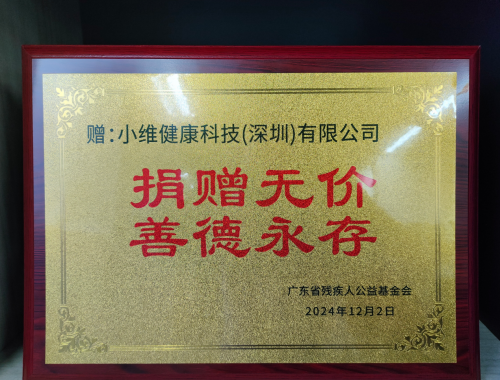 赠:小维健康科技(深圳)有限公司
捐赠无价
善德永存
广东省残疾人公益基金会
2024年12月2日